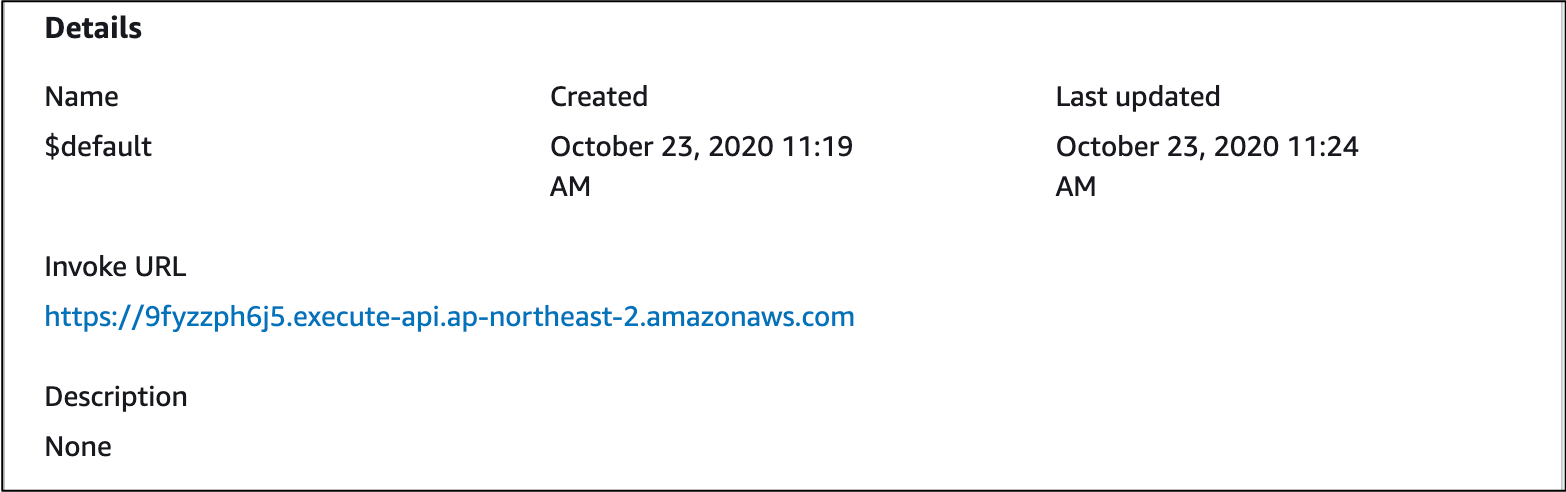 Details
Name Created Last updated
$default October 23, 2020 11:19 October 23, 2020 11:24
AM AM
Invoke URL
https://9fyzzph6j5.execute-api.ap-northeast-2.amazonaws.com
Description
None